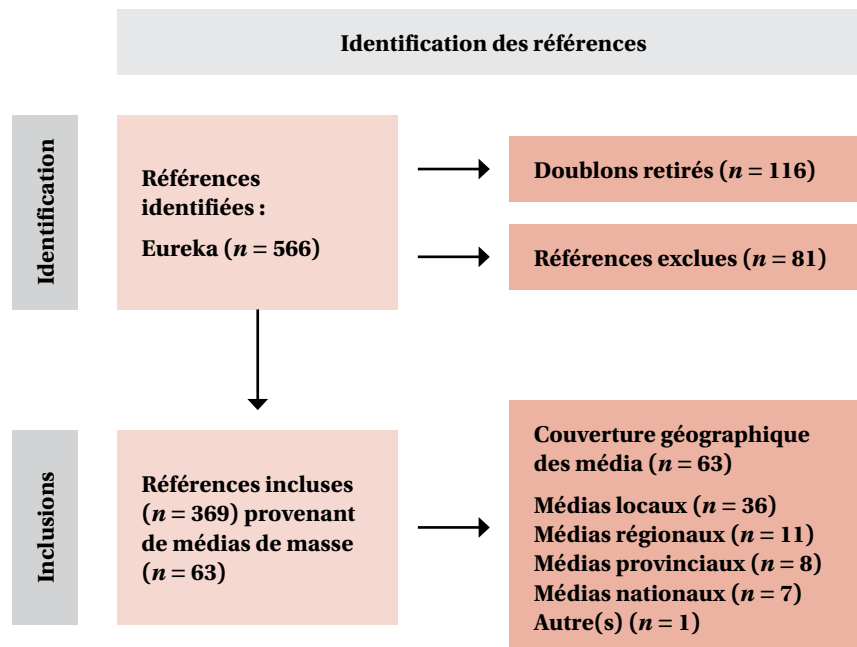 Identification des références
Identification
Références
identifiées :
Eureka (n = 566)
Doublons retirés (n = 116)
Références exclues (n = 81)
Inclusions
Références incluses
(n = 369) provenant
de médias de masse
(n = 63)
Couverture géographique
des média (n = 63)
Médias locaux (n = 36)
Médias régionaux (n = 11)
Médias provinciaux (n = 8)
Médias nationaux (n = 7)
Autre(s) (n = 1)